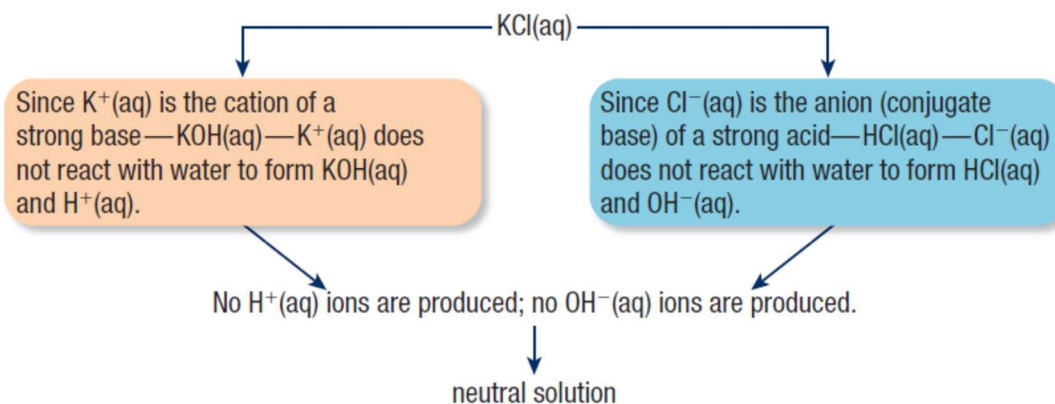 KCl(aq)
Since K⁺(aq) is the cation of a
strong base—KOH(aq)—K⁺(aq) does
not react with water to form KOH(aq)
and H⁺(aq).
Since Cl⁻(aq) is the anion (conjugate
base) of a strong acid—HCl(aq)—Cl⁻(aq)
does not react with water to form HCl(aq)
and OH⁻(aq).
No H⁺(aq) ions are produced; no OH⁻(aq) ions are produced.
neutral solution